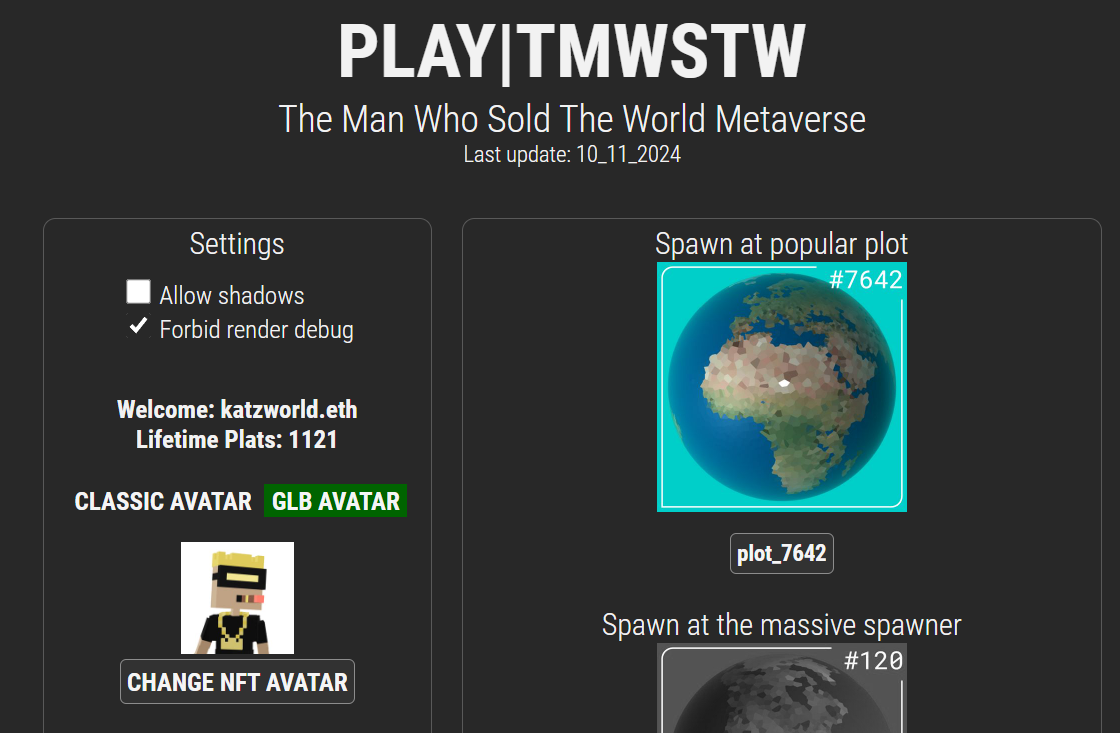 PLAY|TMWSTW
The Man Who Sold The World Metaverse
Last update: 10_11_2024
Settings
Allow shadows
Forbid render debug
Welcome: katzworld.eth
Lifetime Plats: 1121
CLASSIC AVATAR GLB AVATAR
CHANGE NFT AVATAR
Spawn at popular plot
#7642
plot_7642
Spawn at the massive spawner
#120